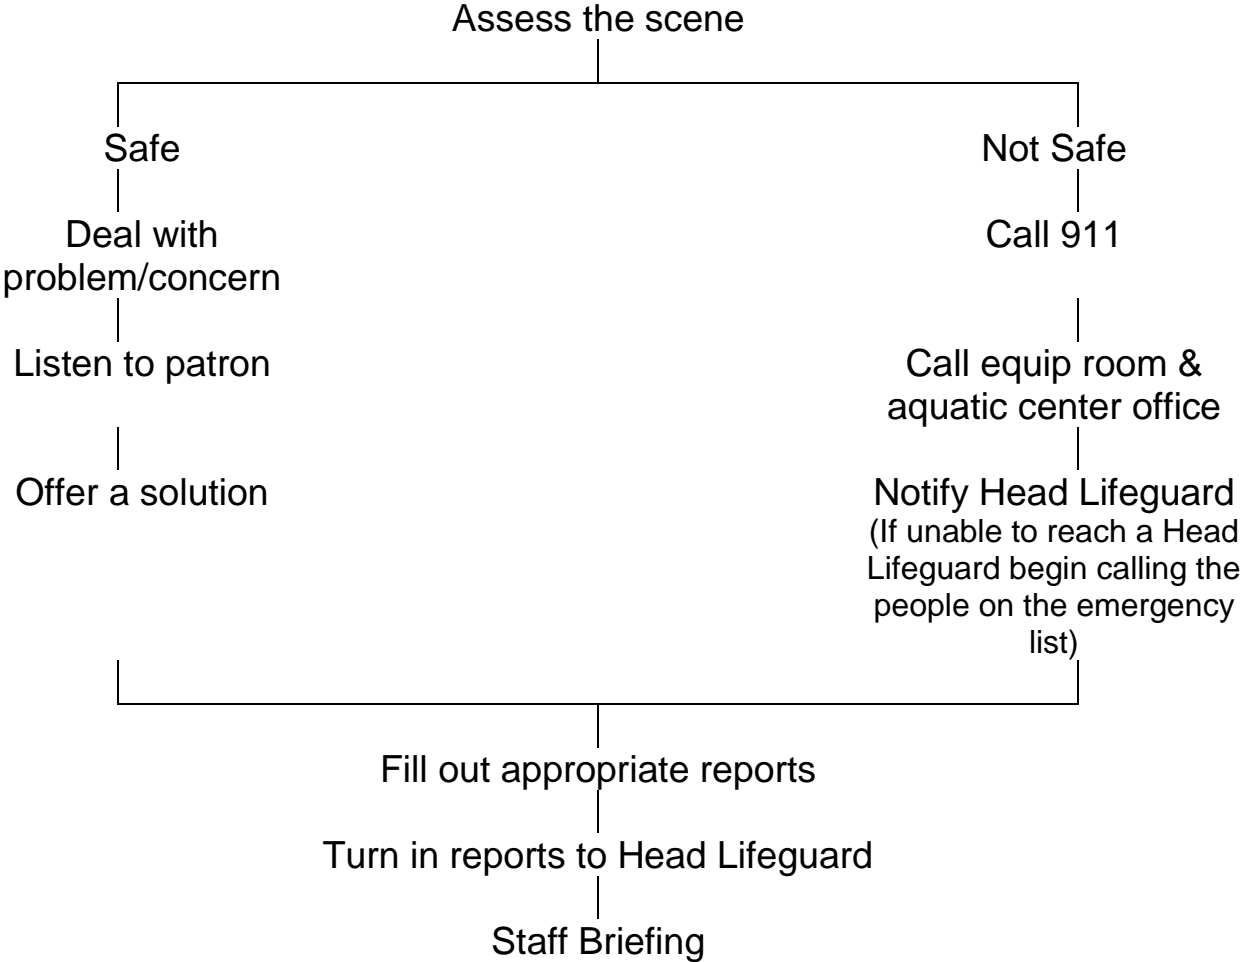 Assess the scene
Safe
Deal with
problem/concern
Listen to patron
Offer a solution
Not Safe
Call 911
Call equip room &
aquatic center office
Notify Head Lifeguard
(If unable to reach a Head
Lifeguard begin calling the
people on the emergency
list)
Fill out appropriate reports
Turn in reports to Head Lifeguard
Staff Briefing